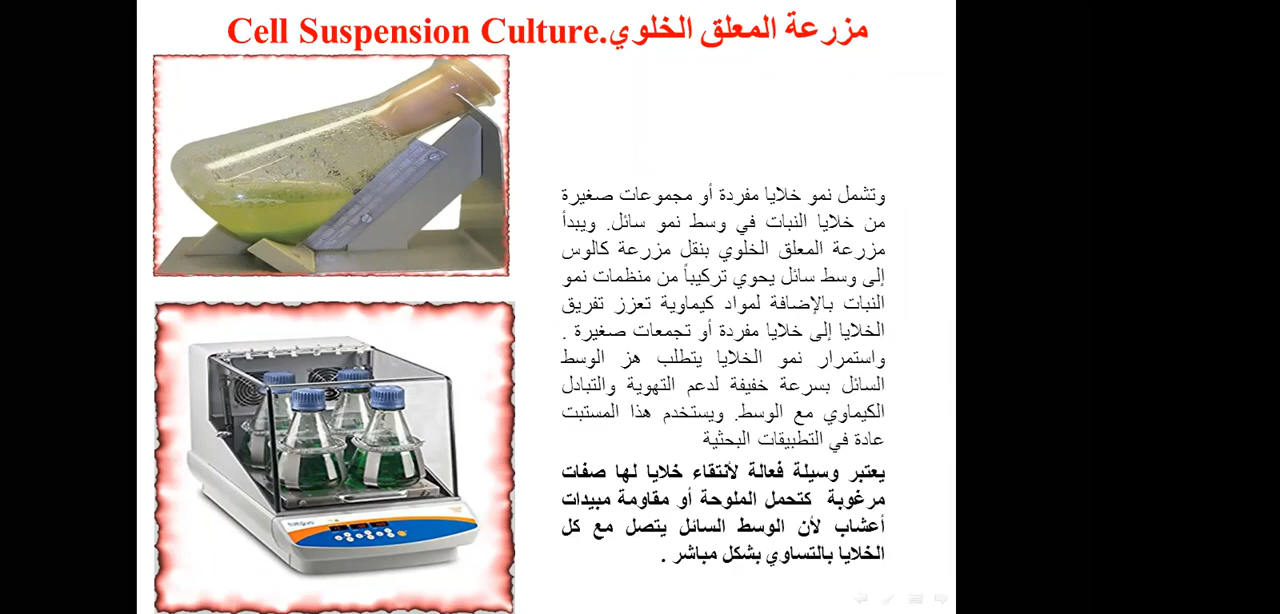 مزرعة المعلق الخلوي.Cell Suspension Culture
وتشمل نمو خلايا مفردة أو مجموعات صغيرة
من خلايا النبات في وسط نمو سائل. ويبدأ
مزرعة المعلق الخلوي بنقل مزرعة كالوس
إلى وسط سائل يحوي تركيباً من منظمات نمو
النبات بالإضافة لمواد كيماوية تعزز تفريق
الخلايا إلى خلايا مفردة أو تجمعات صغيرة .
واستمرار نمو الخلايا يتطلب هز الوسط
السائل بسرعة خفيفة لدعم التهوية والتبادل
الكيماوي مع الوسط. ويستخدم هذا المستبت
عادة في التطبيقات البحثية
يعتبر وسيلة فعالة لأنتقاء خلايا لها صفات
مرغوبة كتحمل الملوحة أو مقاومة مبيدات
أعشاب لأن الوسط السائل يتصل مع كل
الخلايا بالتساوي بشكل مباشر .